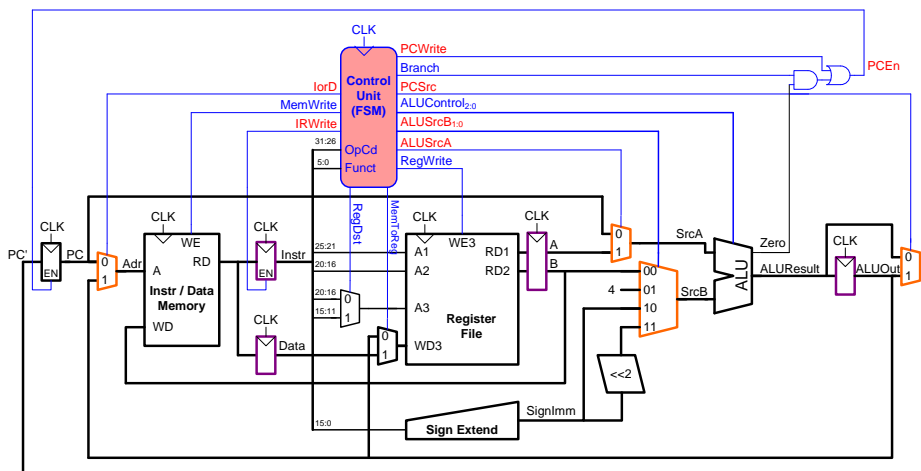 CLK
PCWrite
Branch
PCEn
Control
Unit
(FSM)
IorD
PCSrc
MemWrite
ALUControl2:0
IRWrite
ALUSrcB1:0
31:26
OpCd
ALUSrcA
5:0
Funct
RegWrite
RegDst
MemToReg
CLK
PC'
EN
PC
0
1
Adr
CLK
WE
A
RD
Instr / Data
Memory
WD
CLK
EN
Instr
CLK
Data
25:21
20:16
20:16
15:11
0
1
0
1
CLK
WE3
A1
RD1
A2
RD2
A3
Register
File
WD3
CLK
A
B
0
1
SrcA
4
00
01
10
11
SrcB
<<2
ALU
Zero
ALUResult
CLK
ALUOut
0
1
15:0
Sign Extend
SignImm